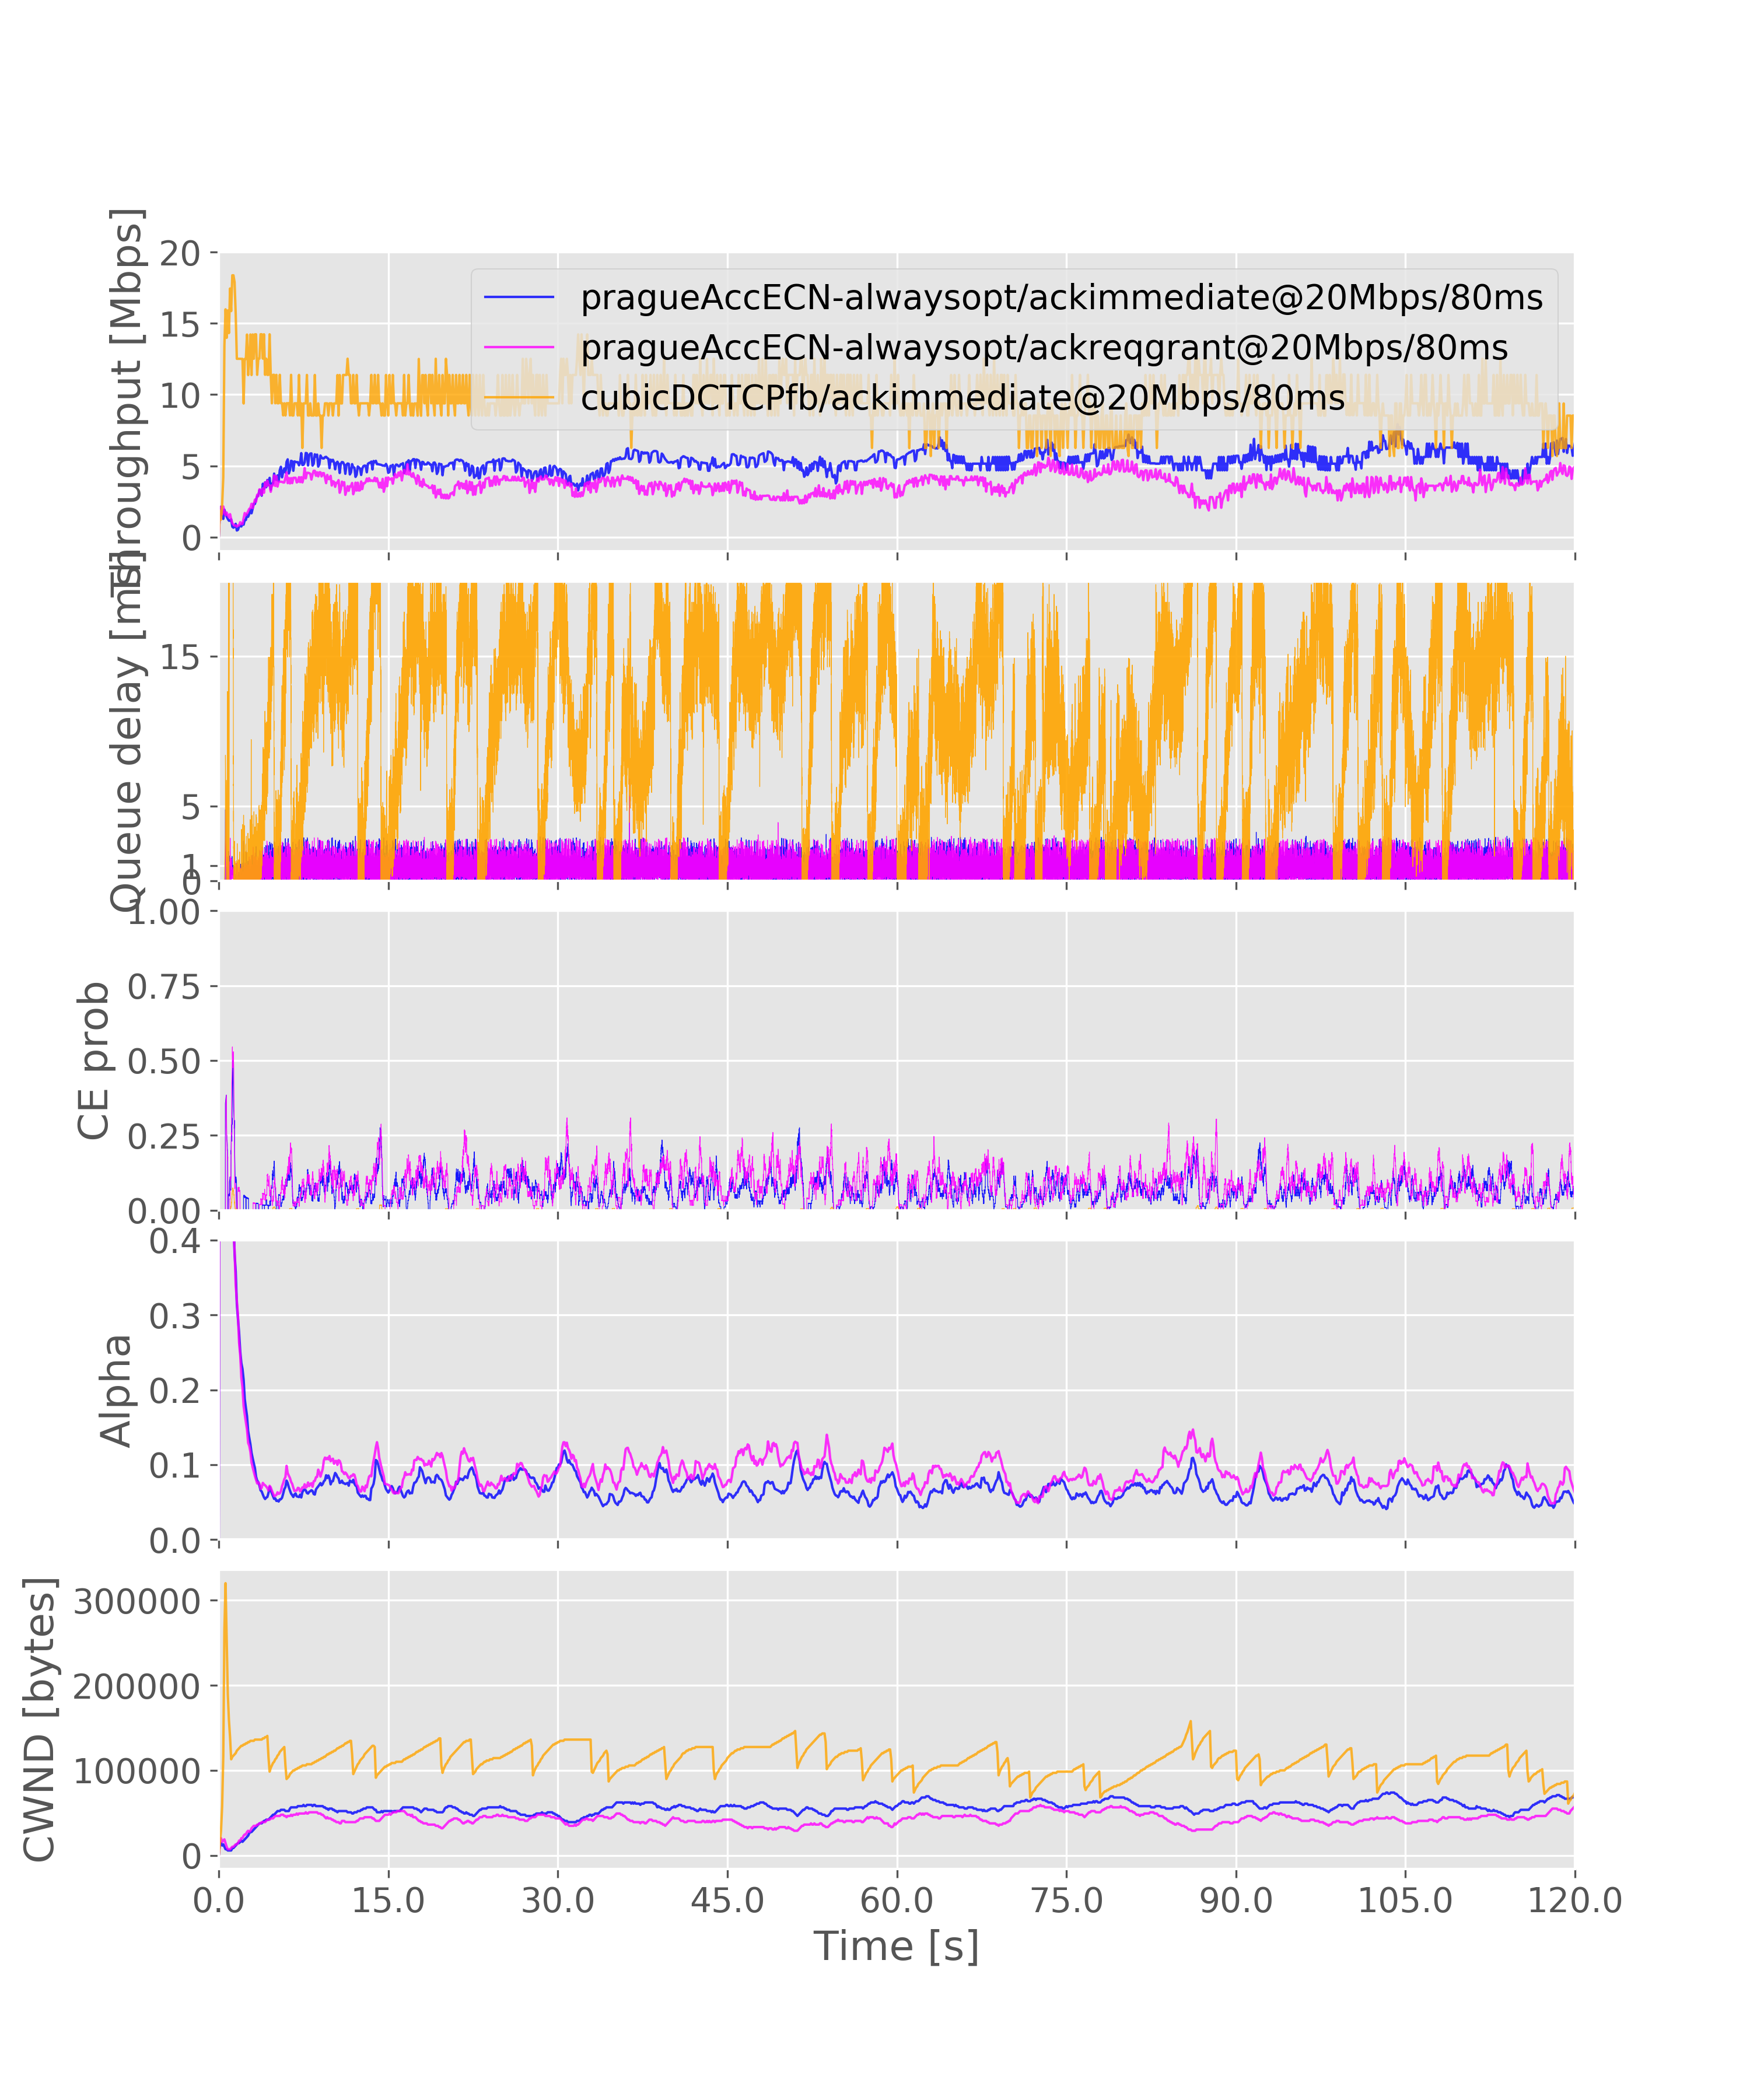 Throughput [Mbps]
20
15
10
5
0
pragueAccECN-alwaysopt/ackimmediate@20Mbps/80ms
pragueAccECN-alwaysopt/ackreqgrant@20Mbps/80ms
cubicDCTCPfb/ackimmediate@20Mbps/80ms
Queue delay [ms]
15
5
1
0
CE prob
1.00
0.75
0.50
0.25
0.00
Alpha
0.4
0.3
0.2
0.1
0.0
CWND [bytes]
300000
200000
100000
0
0.0 15.0 30.0 45.0 60.0 75.0 90.0 105.0 120.0
Time [s]